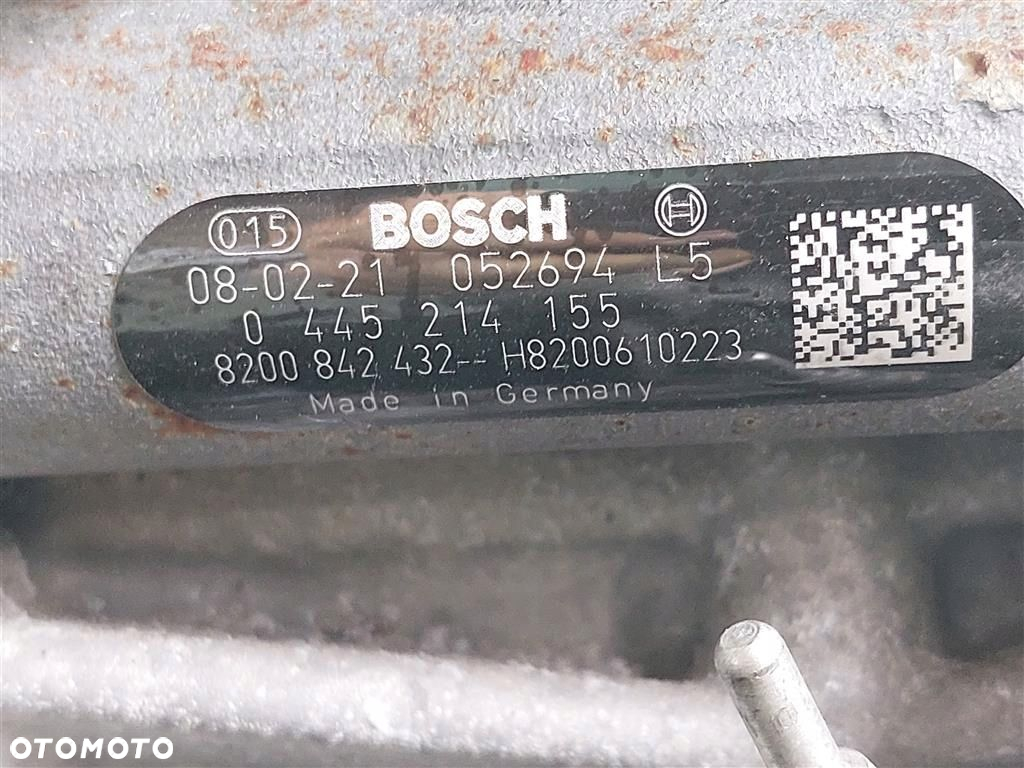 015 BOSCH
08-02-21 052694 L5
0 445 214 155
8200 842 432-- H8200610223
Made in Germany
OTOMOTO